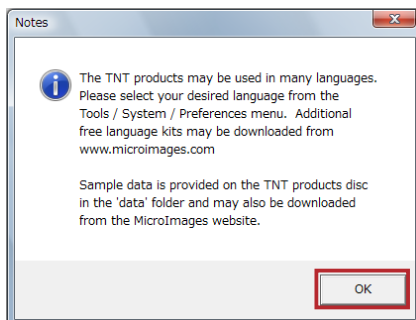 Notes
The TNT products may be used in many languages.
Please select your desired language from the
Tools / System / Preferences menu.  Additional
free language kits may be downloaded from
www.microimages.com
Sample data is provided on the TNT products disc
in the 'data' folder and may also be downloaded
from the MicroImages website.
OK